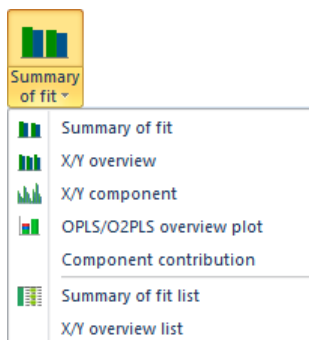 Summary
of fit
Summary of fit
X/Y overview
X/Y component
OPLS/O2PLS overview plot
Component contribution
Summary of fit list
X/Y overview list